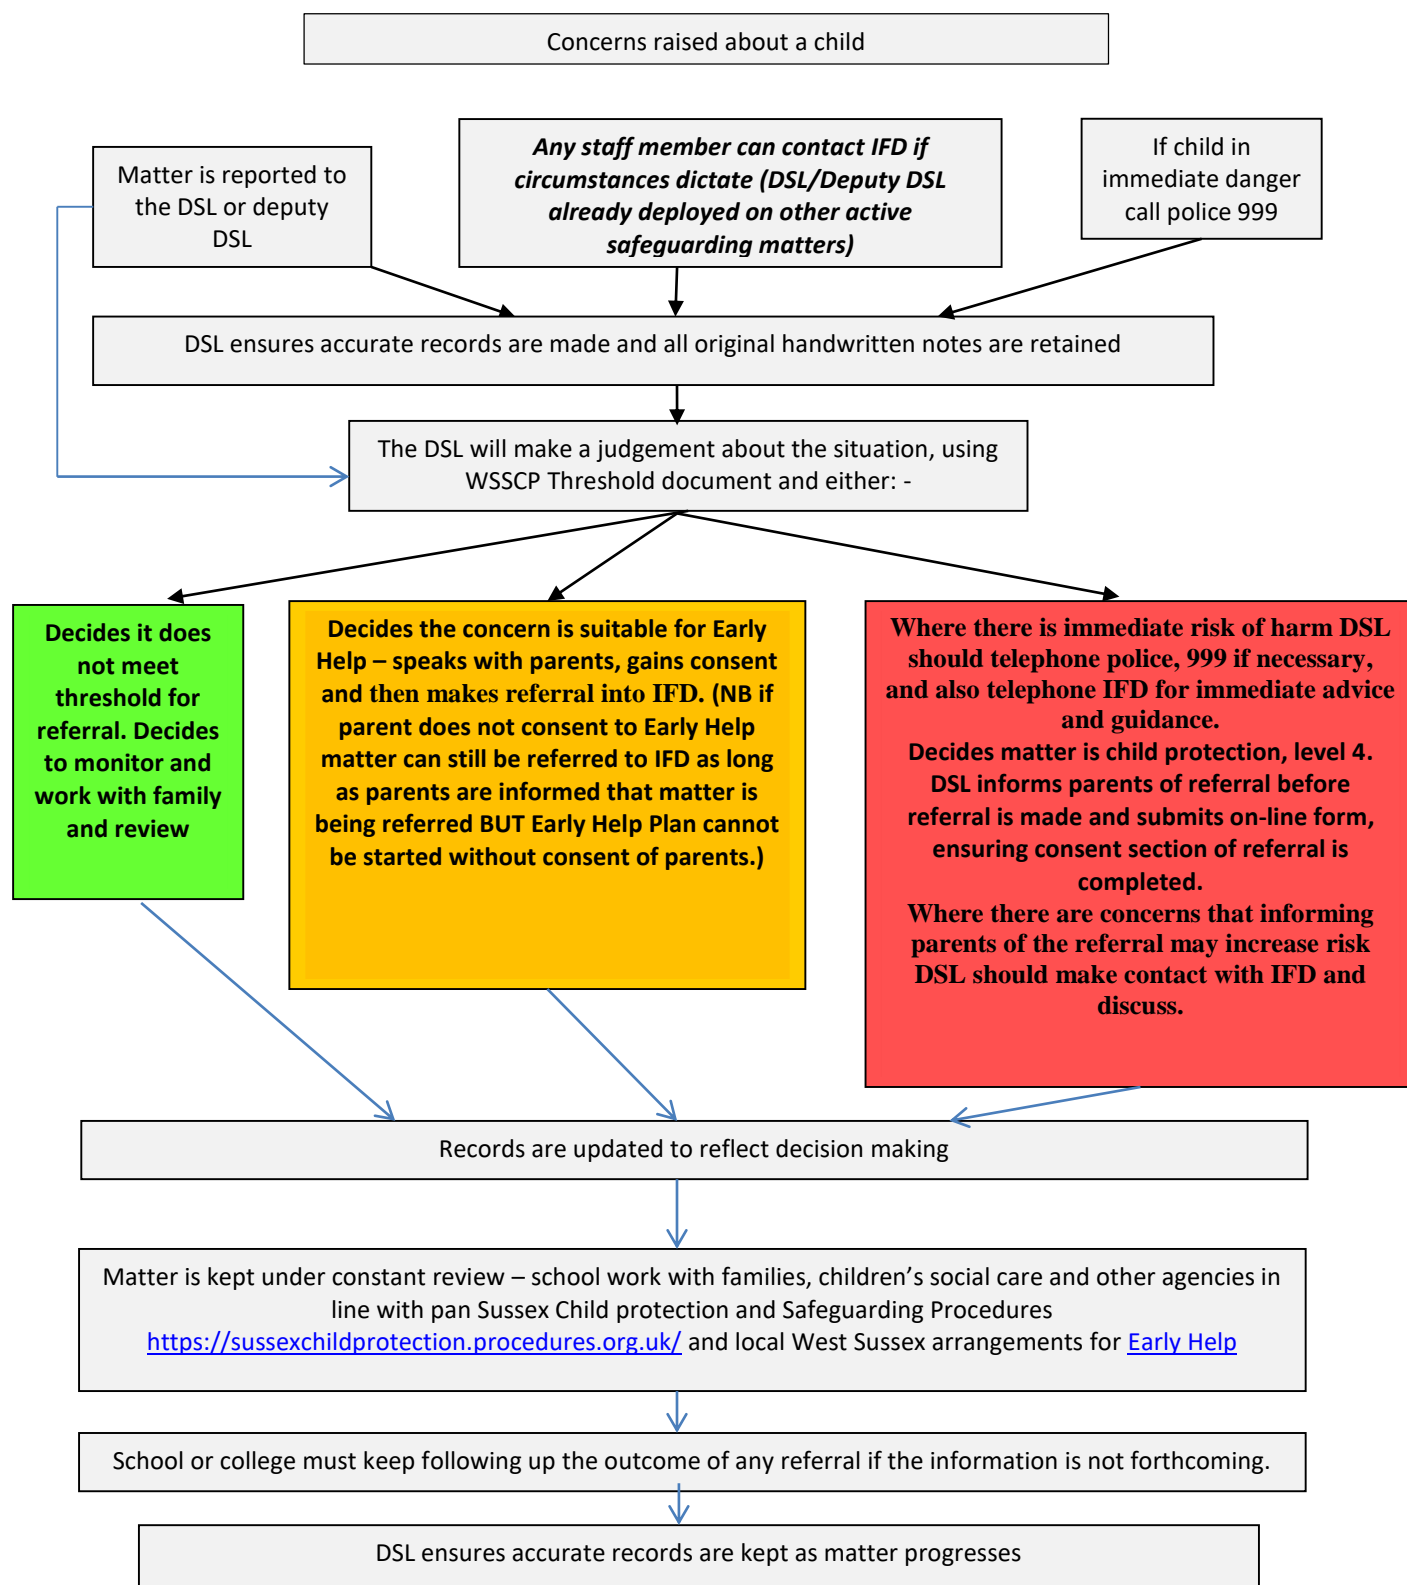 Concerns raised about a child
Matter is reported to
the DSL or deputy
DSL
Any staff member can contact IFD if
circumstances dictate (DSL/Deputy DSL
already deployed on other active
safeguarding matters)
If child in
immediate danger
call police 999
DSL ensures accurate records are made and all original handwritten notes are retained
The DSL will make a judgement about the situation, using
WSSCP Threshold document and either: -
Decides it does
not meet
threshold for
referral. Decides
to monitor and
work with family
and review
Decides the concern is suitable for Early
Help – speaks with parents, gains consent
and then makes referral into IFD. (NB if
parent does not consent to Early Help
matter can still be referred to IFD as long
as parents are informed that matter is
being referred BUT Early Help Plan cannot
be started without consent of parents.)
Where there is immediate risk of harm DSL
should telephone police, 999 if necessary,
and also telephone IFD for immediate advice
and guidance.
Decides matter is child protection, level 4.
DSL informs parents of referral before
referral is made and submits on-line form,
ensuring consent section of referral is
completed.
Where there are concerns that informing
parents of the referral may increase risk
DSL should make contact with IFD and
discuss.
Records are updated to reflect decision making
Matter is kept under constant review – school work with families, children’s social care and other agencies in
line with pan Sussex Child protection and Safeguarding Procedures
https://sussexchildprotection.procedures.org.uk/ and local West Sussex arrangements for Early Help
School or college must keep following up the outcome of any referral if the information is not forthcoming.
DSL ensures accurate records are kept as matter progresses